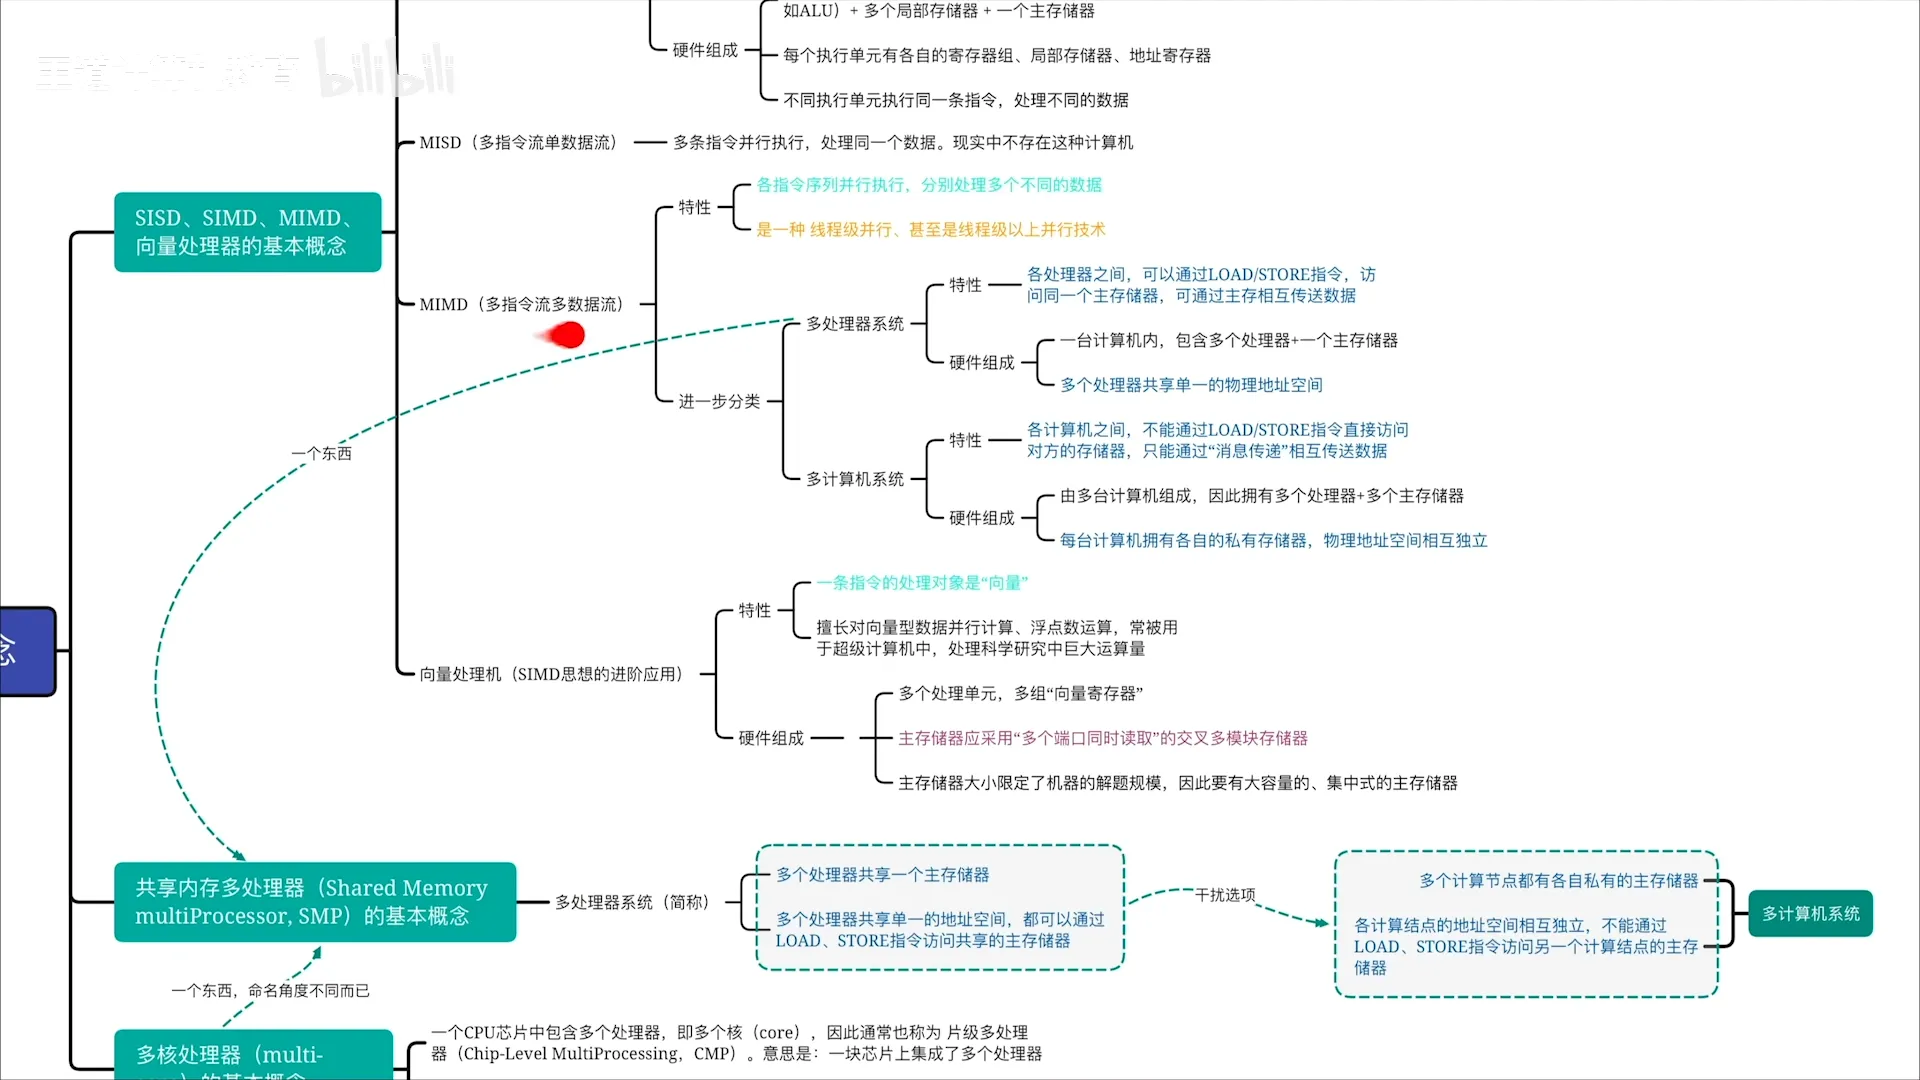 如ALU）+ 多个局部存储器 + 一个主存储器
硬件组成
每个执行单元有各自的寄存器组、局部存储器、地址寄存器
不同执行单元执行同一条指令，处理不同的数据
bilibili
MISD（多指令流单数据流）
多条指令并行执行，处理同一个数据。现实中不存在这种计算机
SISD、SIMD、MIMD、
向量处理器的基本概念
MIMD（多指令流多数据流）
特性
各指令序列并行执行，分别处理多个不同的数据
是一种 线程级并行、甚至是线程级以上并行技术
进一步分类
多处理器系统
特性
各处理器之间，可以通过LOAD/STORE指令，访
问同一个主存储器，可通过主存相互传送数据
硬件组成
一台计算机内，包含多个处理器+一个主存储器
多个处理器共享单一的物理地址空间
多计算机系统
特性
各计算机之间，不能通过LOAD/STORE指令直接访问
对方的存储器，只能通过“消息传递”相互传送数据
硬件组成
由多台计算机组成，因此拥有多个处理器+多个主存储器
每台计算机拥有各自的私有存储器，物理地址空间相互独立
一个东西
向量处理机（SIMD思想的进阶应用）
特性
一条指令的处理对象是“向量”
擅长对向量型数据并行计算、浮点数运算，常被用
于超级计算机中，处理科学研究中巨大运算量
硬件组成
多个处理单元，多组“向量寄存器”
主存储器应采用“多个端口同时读取”的交叉多模块存储器
主存储器大小限定了机器的解题规模，因此要有大容量的、集中式的主存储器
念
共享内存多处理器（Shared Memory
multiProcessor, SMP）的基本概念
多处理器系统（简称）
多个处理器共享一个主存储器
多个处理器共享单一的地址空间，都可以通过
LOAD、STORE指令访问共享的主存储器
干扰选项
多个计算节点都有各自私有的主存储器
各计算结点的地址空间相互独立，不能通过
LOAD、STORE指令访问另一个计算结点的主存
储器
多计算机系统
一个东西，命名角度不同而已
多核处理器（multi-
一个CPU芯片中包含多个处理器，即多个核（core），因此通常也称为 片级多处理
器（Chip-Level MultiProcessing，CMP）。意思是：一块芯片上集成了多个处理器